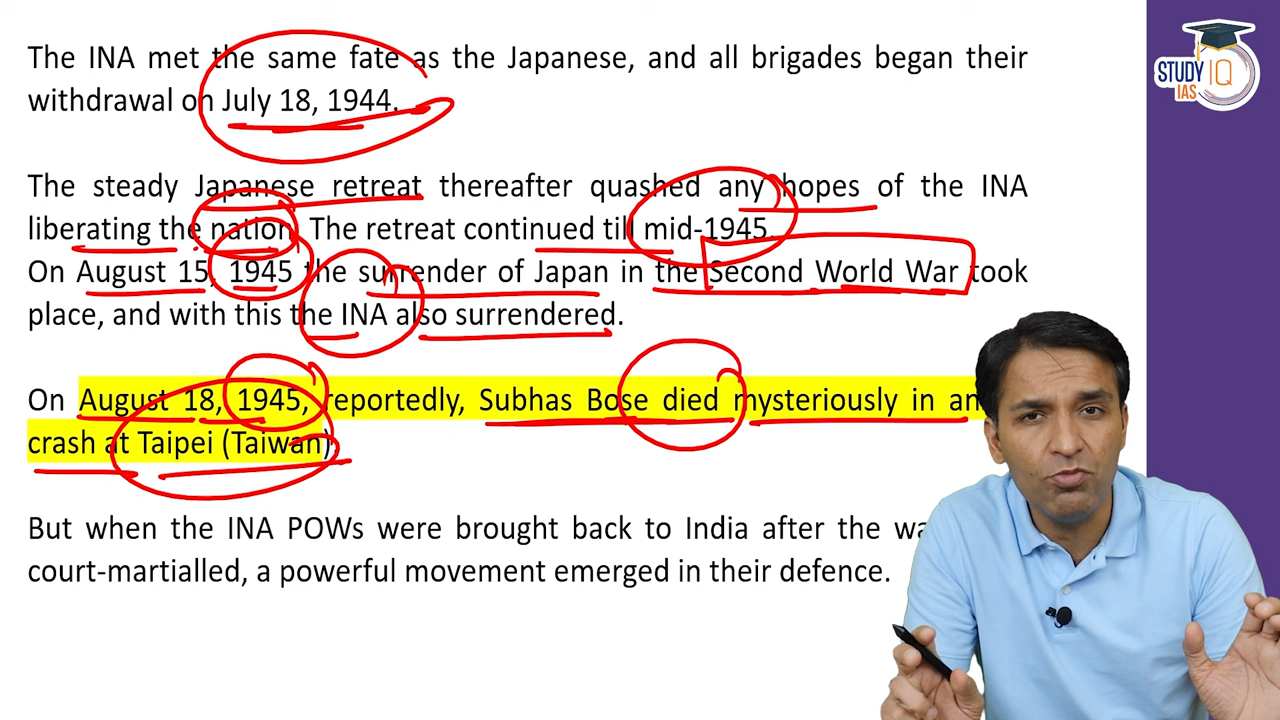 The INA met the same fate as the Japanese, and all brigades began their
withdrawal on July 18, 1944.
The steady Japanese retreat thereafter quashed any hopes of the INA
liberating the nation. The retreat continued till mid-1945.
On August 15, 1945 the surrender of Japan in the Second World War took
place, and with this the INA also surrendered.
On August 18, 1945, reportedly, Subhas Bose died mysteriously in an
crash at Taipei (Taiwan)
But when the INA POWs were brought back to India after the
court-martialled, a powerful movement emerged in their defence.
STUDY IQ
IAS